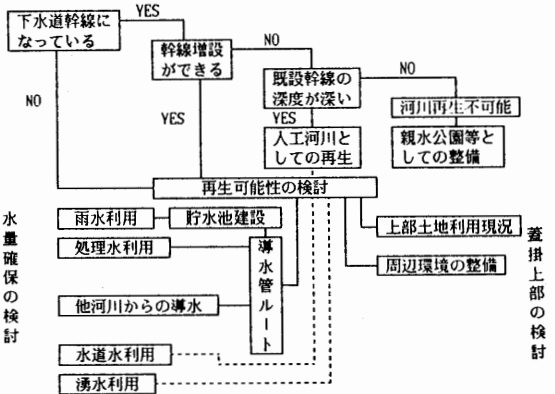 下水道幹線に
なっている
YES
幹線増設
ができる
NO
既設幹線の
深度が深い
NO
河川再生不可能
親水公園等と
しての整備
NO
YES
YES
人工河川と
しての再生
再生可能性の検討
水量確保の検討
雨水利用
貯水池建設
処理水利用
導水管ルート
他河川からの導水
水道水利用
湧水利用
上部土地利用現況
周辺環境の整備
蓋掛上部の検討